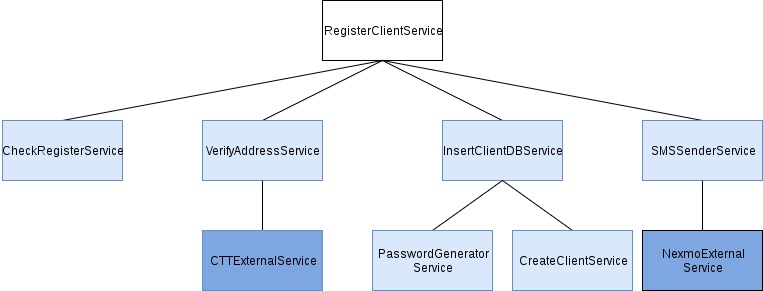 RegisterClientService
CheckRegisterService
VerifyAddressService
InsertClientDBService
SMSSenderService
CTTExternalService
PasswordGenerator
Service
CreateClientService
NexmoExternal
Service